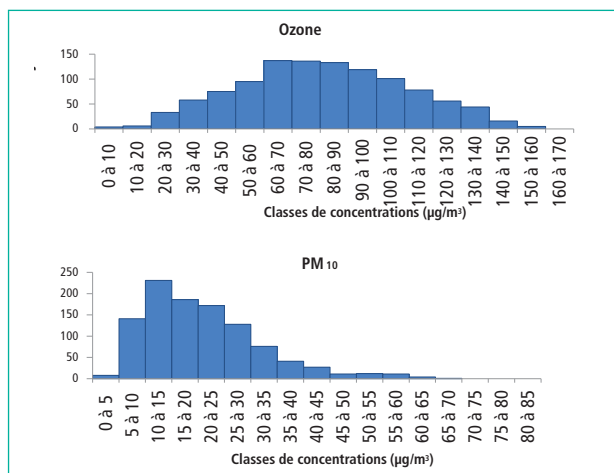 Ozone
150
100
50
0
0 à 10
10 à 20
20 à 30
30 à 40
40 à 50
50 à 60
60 à 70
70 à 80
80 à 90
90 à 100
100 à 110
110 à 120
120 à 130
130 à 140
140 à 150
150 à 160
160 à 170
Classes de concentrations (µg/m³)
PM 10
250
200
150
100
50
0
0 à 5
5 à 10
10 à 15
15 à 20
20 à 25
25 à 30
30 à 35
35 à 40
40 à 45
45 à 50
50 à 55
55 à 60
60 à 65
65 à 70
70 à 75
75 à 80
80 à 85
Classes de concentrations (µg/m³)